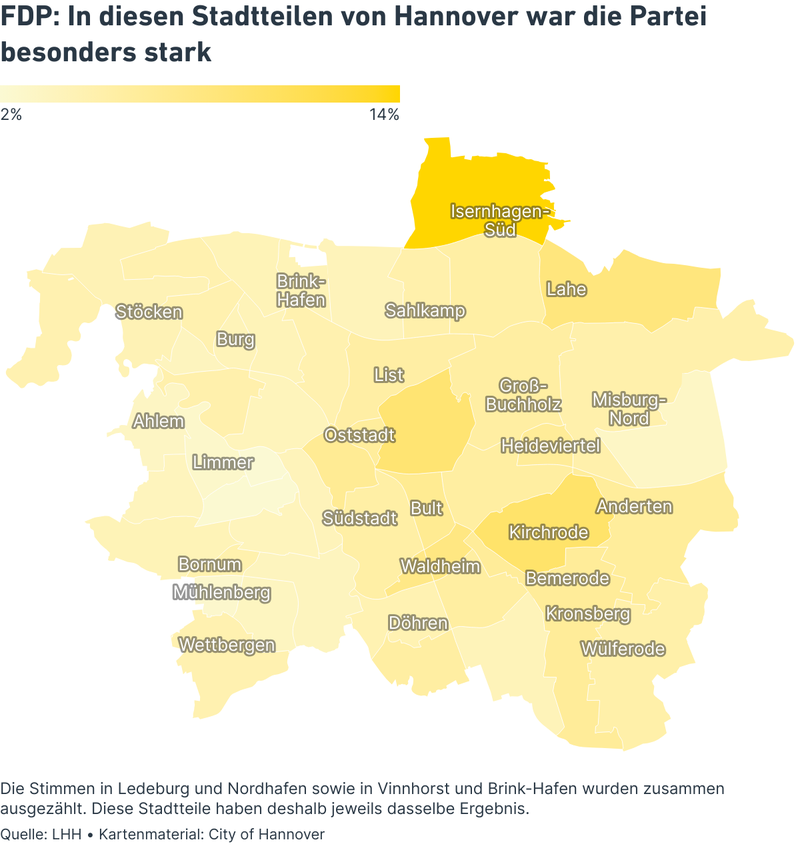 FDP: In diesen Stadtteilen von Hannover war die Partei
besonders stark
2%
14%
Isernhagen-
Süd
Lahe
Brink-
Hafen
Stöcken
Sahlkamp
Burg
List
Groß-
Buchholz
Misburg-
Nord
Ahlem
Oststadt
Heideviertel
Limmer
Bult
Anderten
Südstadt
Kirchrode
Bornum
Waldheim
Bemerode
Mühlenberg
Kronsberg
Döhren
Wettbergen
Wülferode
Die Stimmen in Ledeburg und Nordhafen sowie in Vinnhorst und Brink-Hafen wurden zusammen
ausgezählt. Diese Stadtteile haben deshalb jeweils dasselbe Ergebnis.
Quelle: LHH • Kartenmaterial: City of Hannover